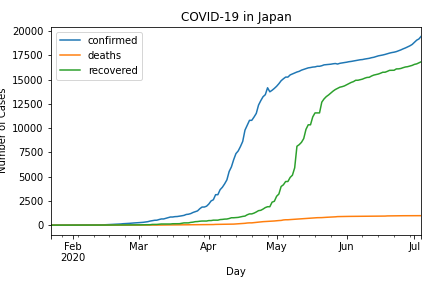 COVID-19 in Japan
20000
17500
15000
12500
10000
7500
5000
2500
0
Number of Cases
confirmed
deaths
recovered
Feb Mar Apr May Jun Jul
2020
Day